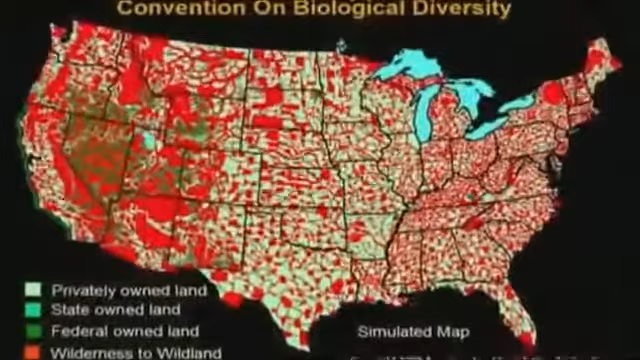 Convention On Biological Diversity
Privately owned land
State owned land
Federal owned land
Wilderness to Wildland
Simulated Map